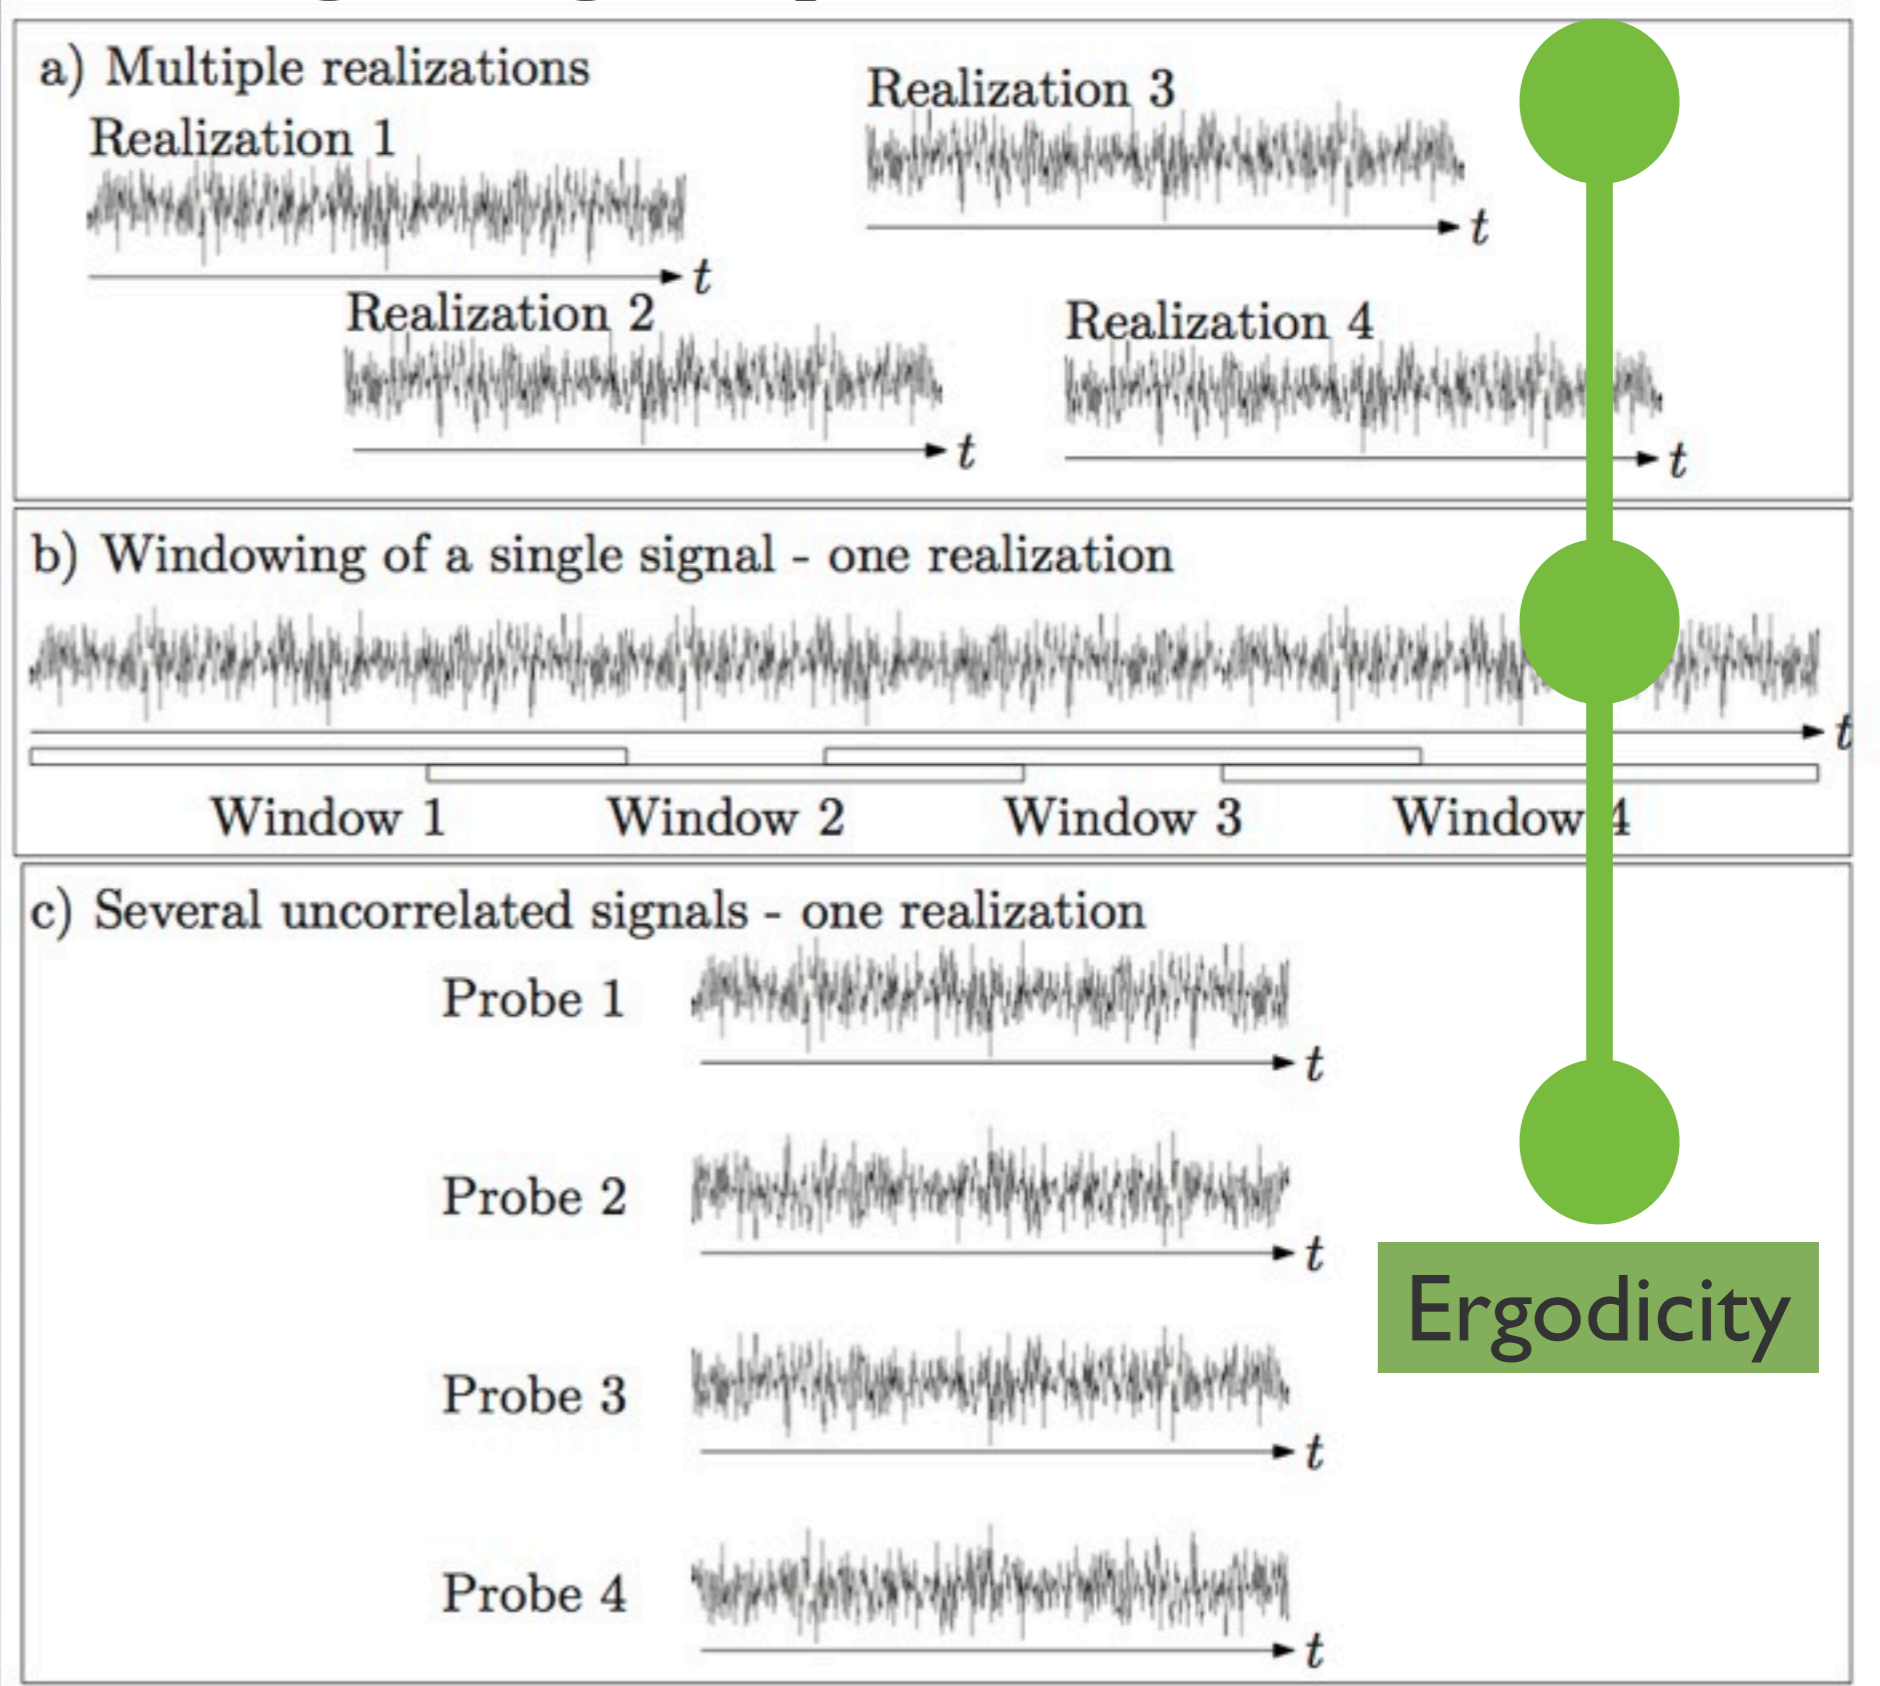 a) Multiple realizations
Realization 1
t
Realization 3
t
Realization 2
t
Realization 4
t
b) Windowing of a single signal - one realization
t
Window 1 Window 2 Window 3 Window 4
c) Several uncorrelated signals - one realization
Probe 1
t
Probe 2
t
Probe 3
t
Probe 4
t
Ergodicity